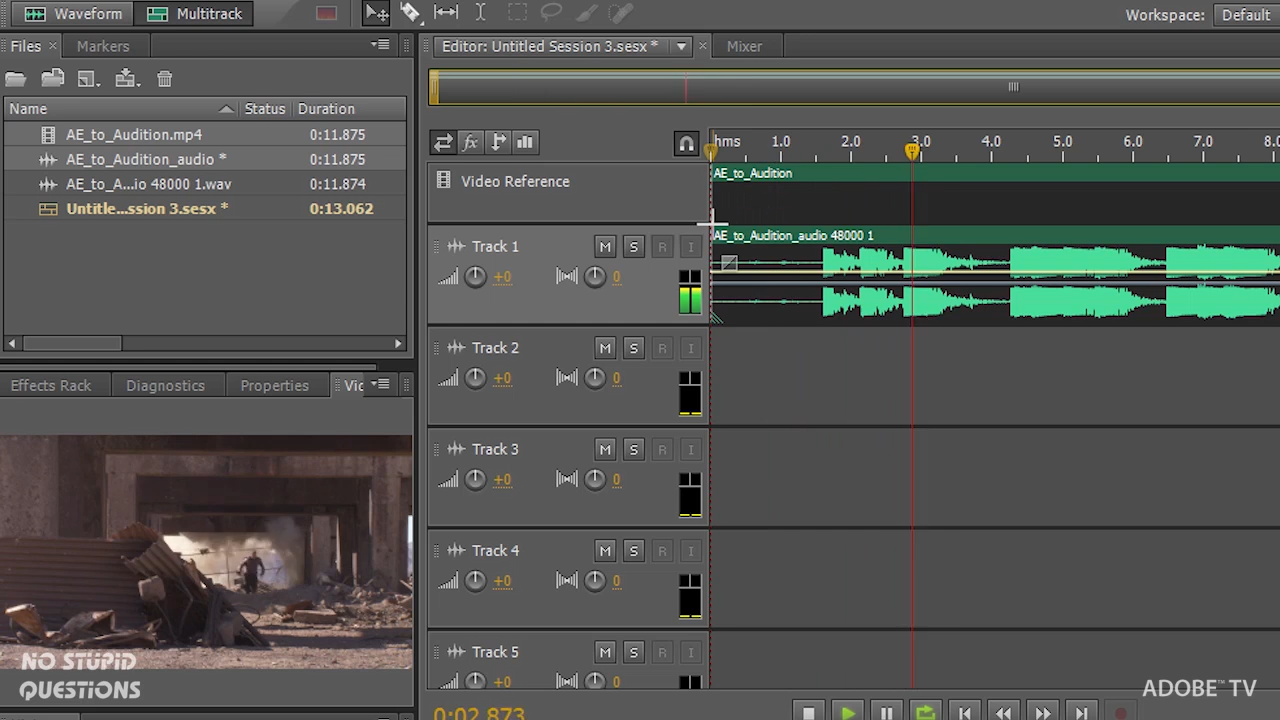 Waveform Multitrack Workspace: Default
Files × Markers Editor: Untitled Session 3.sesx * × Mixer
Name Status Duration
AE_to_Audition.mp4 0:11.875
AE_to_Audition_audio * 0:11.875
AE_to_A...io 48000 1.wav 0:11.874
Untitle...ssion 3.sesx * 0:13.062
fx hms 1.0 2.0 3.0 4.0 5.0 6.0 7.0 8.0
Video Reference AE_to_Audition
AE_to_Audition_audio 48000 1
Track 1 M S R I
+0 0
Track 2 M S R I
+0 0
Effects Rack Diagnostics Properties Vic
Track 3 M S R I
+0 0
Track 4 M S R I
+0 0
Track 5 M S R I
+0 0
NO STUPID
QUESTIONS
ADOBE™ TV
0:02.873